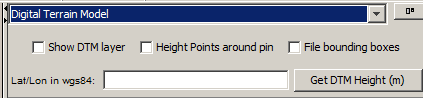 Digital Terrain Model
Show DTM layer Height Points around pin File bounding boxes
Lat/Lon in wgs84: Get DTM Height (m)